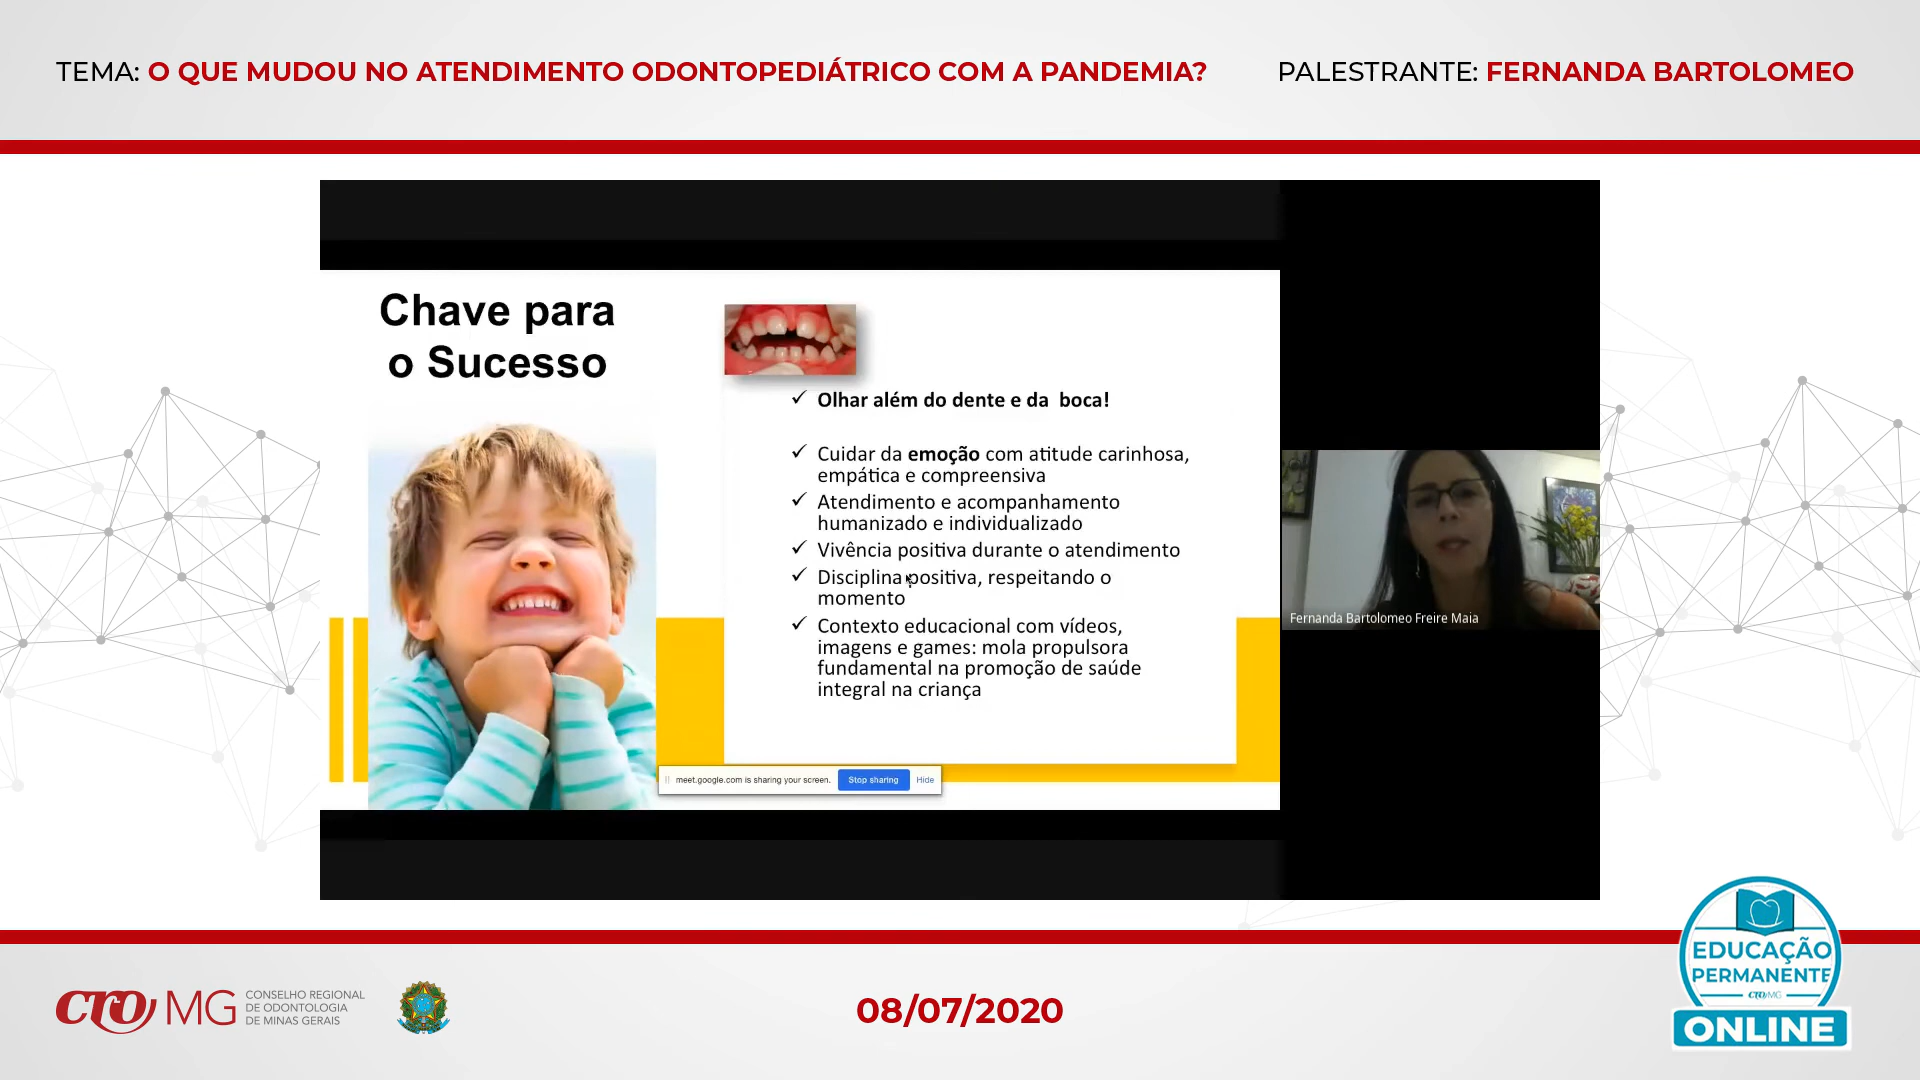 TEMA: O QUE MUDOU NO ATENDIMENTO ODONTOPEDIÁTRICO COM A PANDEMIA?
PALESTRANTE: FERNANDA BARTOLOMEO
Chave para
o Sucesso
✓ Olhar além do dente e da boca!
✓ Cuidar da emoção com atitude carinhosa,
empática e compreensiva
✓ Atendimento e acompanhamento
humanizado e individualizado
✓ Vivência positiva durante o atendimento
✓ Disciplina positiva, respeitando o
momento
✓ Contexto educacional com vídeos,
imagens e games: mola propulsora
fundamental na promoção de saúde
integral na criança
meet.google.com is sharing your screen. Stop sharing Hide
Fernanda Bartolomeo Freire Maia
cro MG
CONSELHO REGIONAL
DE ODONTOLOGIA
DE MINAS GERAIS
08/07/2020
EDUCAÇÃO
PERMANENTE
cro MG
ONLINE